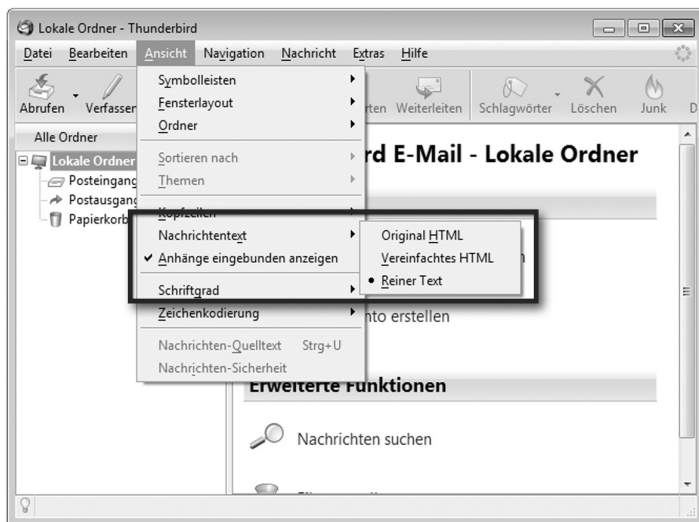 Lokale Ordner - Thunderbird
Datei Bearbeiten Ansicht Navigation Nachricht Extras Hilfe
Abrufen Verfassen Weiterleiten Schlagwörter Löschen Junk
Alle Ordner
Lokale Ordner
Posteingang
Postausgang
Papierkorb
Symbolleisten
Fensterlayout
Ordner
Sortieren nach
Themen
Kopfzeilen
Nachrichtentext
Anhänge eingebunden anzeigen
Schriftgrad
Zeichenkodierung
Nachrichten-Quelltext Strg+U
Nachrichten-Sicherheit
Original HTML
Vereinfachtes HTML
Reiner Text
rd E-Mail - Lokale Ordner
nto erstellen
Erweiterte Funktionen
Nachrichten suchen